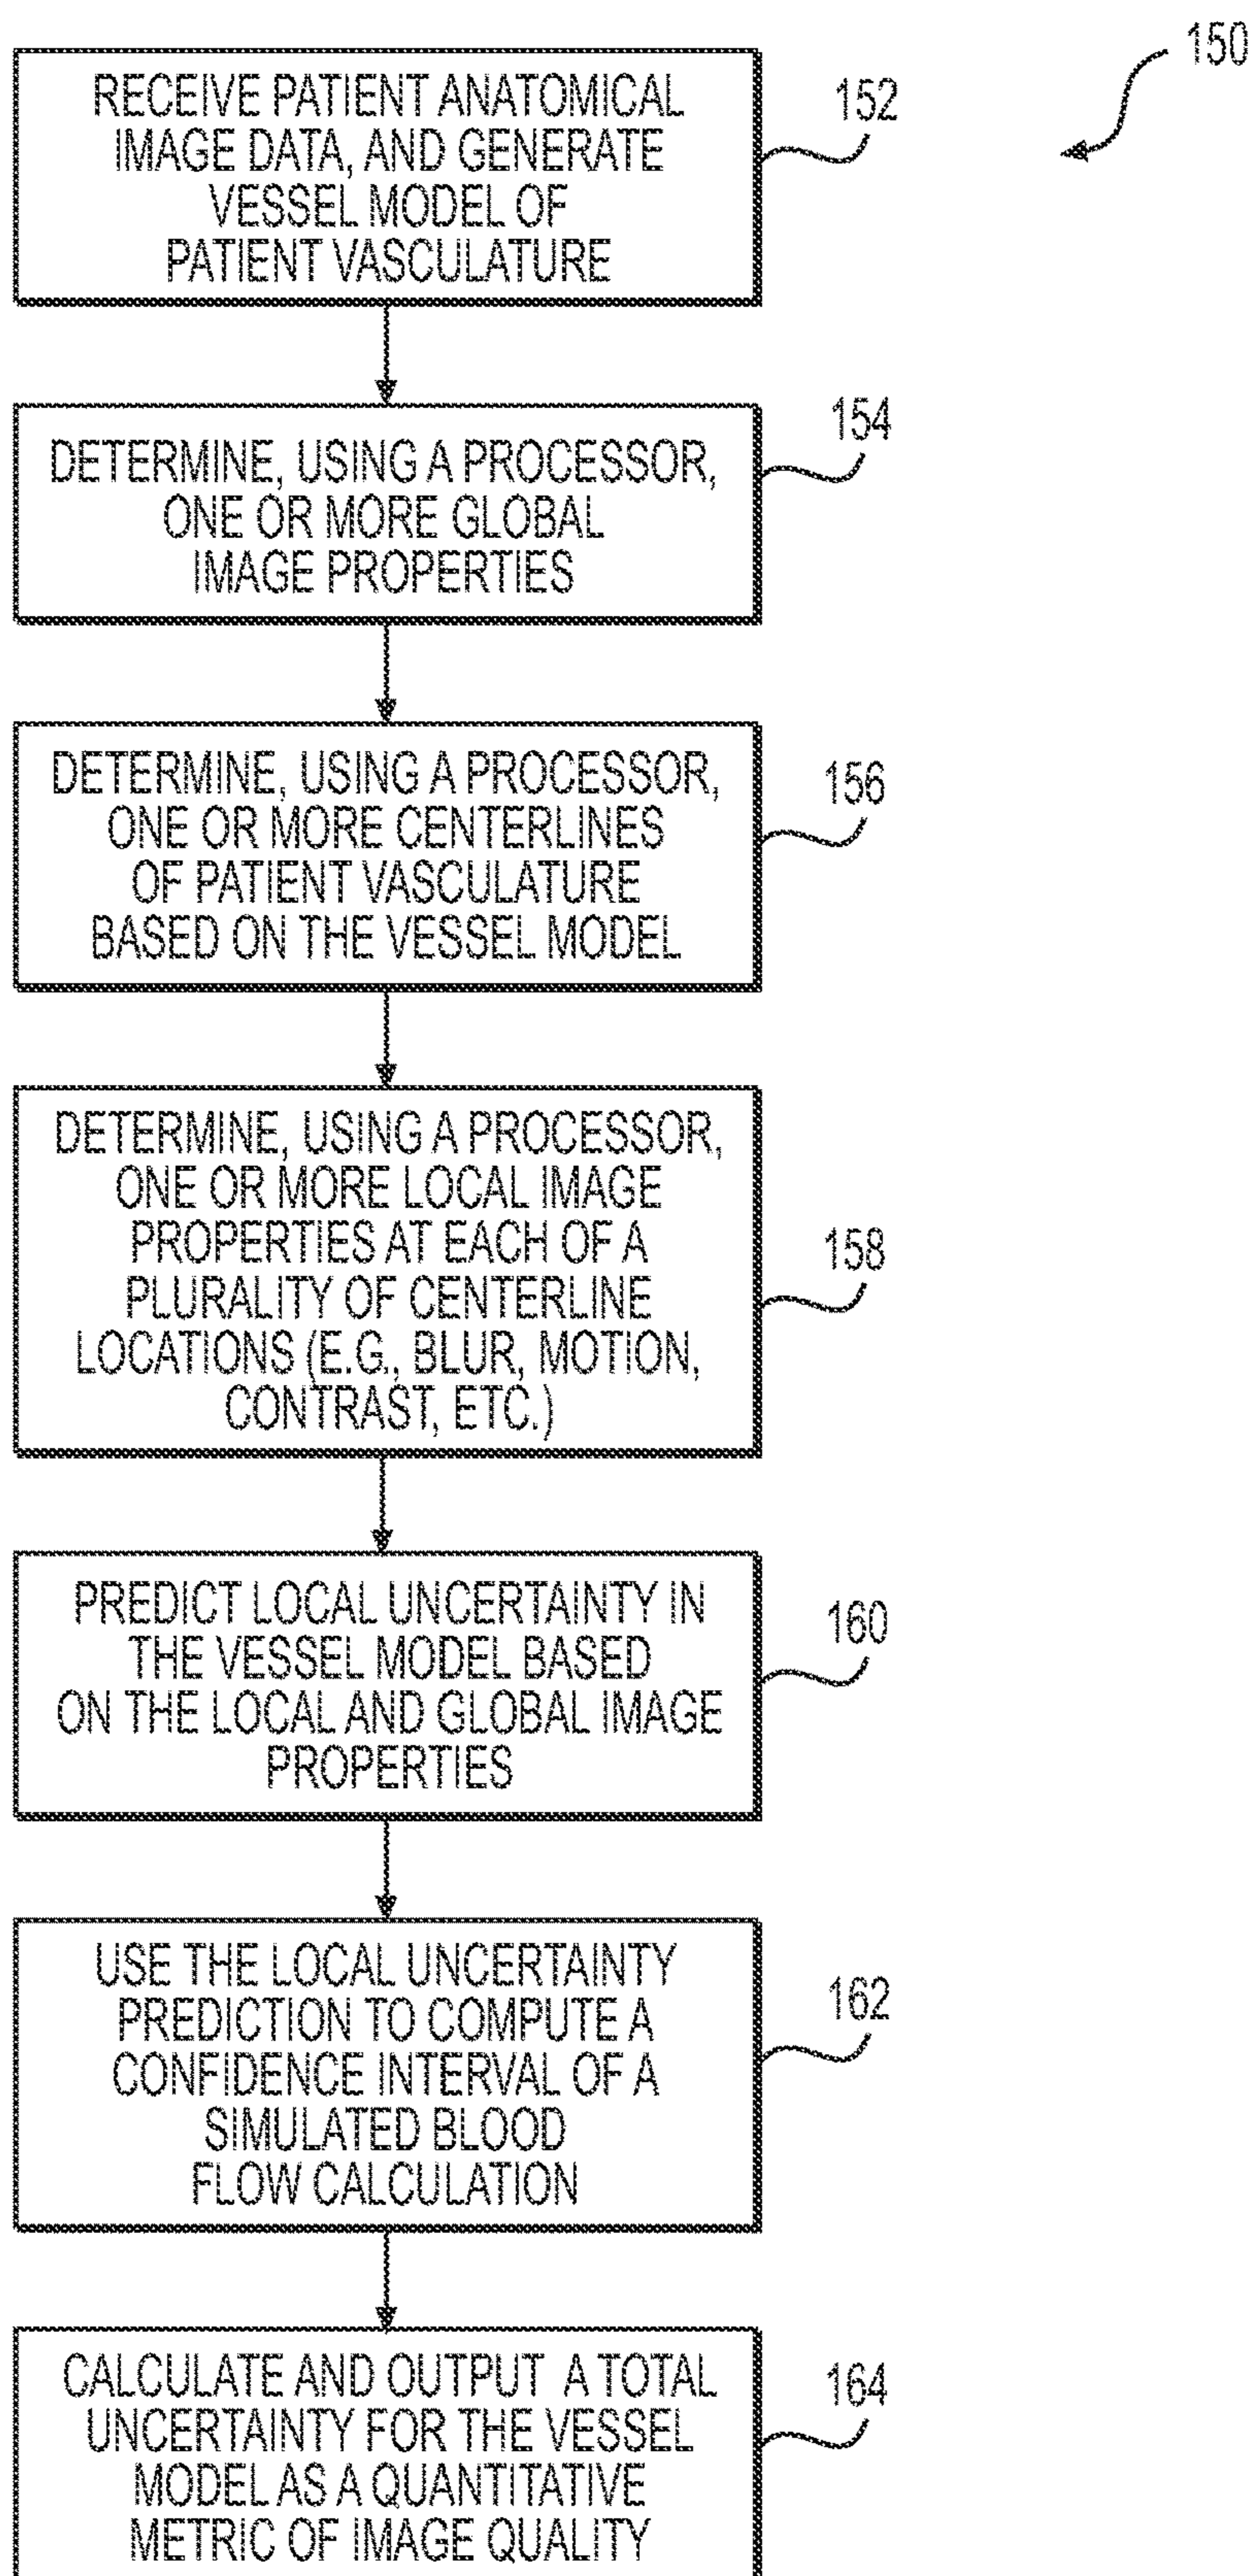 150
RECEIVE PATIENT ANATOMICAL
IMAGE DATA, AND GENERATE
VESSEL MODEL OF
PATIENT VASCULATURE
152
DETERMINE, USING A PROCESSOR,
ONE OR MORE GLOBAL
IMAGE PROPERTIES
154
DETERMINE, USING A PROCESSOR,
ONE OR MORE CENTERLINES
OF PATIENT VASCULATURE
BASED ON THE VESSEL MODEL
156
DETERMINE, USING A PROCESSOR,
ONE OR MORE LOCAL IMAGE
PROPERTIES AT EACH OF A
PLURALITY OF CENTERLINE
LOCATIONS (E.G., BLUR, MOTION,
CONTRAST, ETC.)
158
PREDICT LOCAL UNCERTAINTY IN
THE VESSEL MODEL BASED
ON THE LOCAL AND GLOBAL IMAGE
PROPERTIES
160
USE THE LOCAL UNCERTAINTY
PREDICTION TO COMPUTE A
CONFIDENCE INTERVAL OF A
SIMULATED BLOOD
FLOW CALCULATION
162
CALCULATE AND OUTPUT A TOTAL
UNCERTAINTY FOR THE VESSEL
MODEL AS A QUANTITATIVE
METRIC OF IMAGE QUALITY
164